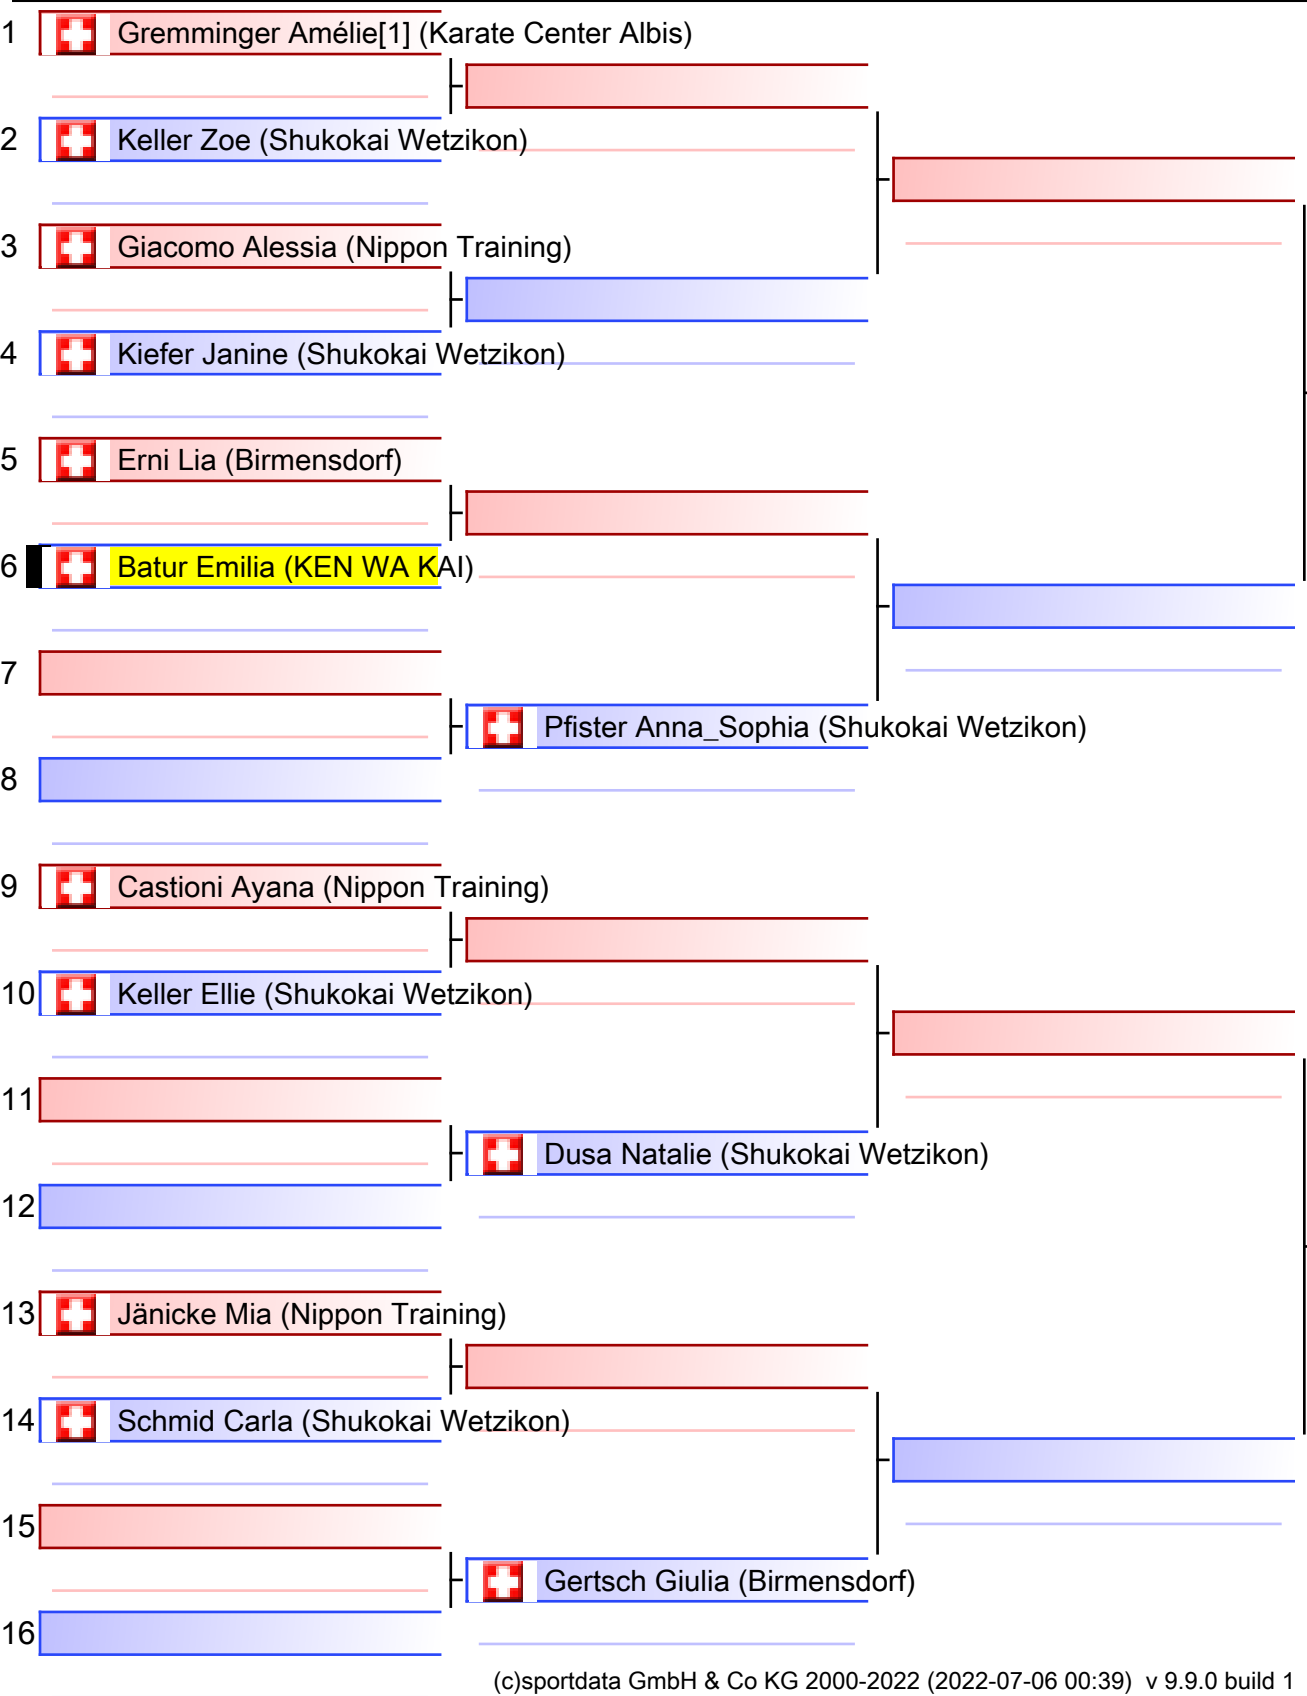 1 Gremminger Amélie[1] (Karate Center Albis)
2 Keller Zoe (Shukokai Wetzikon)
3 Giacomo Alessia (Nippon Training)
4 Kiefer Janine (Shukokai Wetzikon)
5 Erni Lia (Birmensdorf)
6 Batur Emilia (KEN WA KAI)
7
Pfister Anna_Sophia (Shukokai Wetzikon)
8
9 Castioni Ayana (Nippon Training)
10 Keller Ellie (Shukokai Wetzikon)
11
Dusa Natalie (Shukokai Wetzikon)
12
13 Jänicke Mia (Nippon Training)
14 Schmid Carla (Shukokai Wetzikon)
15
Gertsch Giulia (Birmensdorf)
16
(c)sportdata GmbH & Co KG 2000-2022 (2022-07-06 00:39) v 9.9.0 build 1